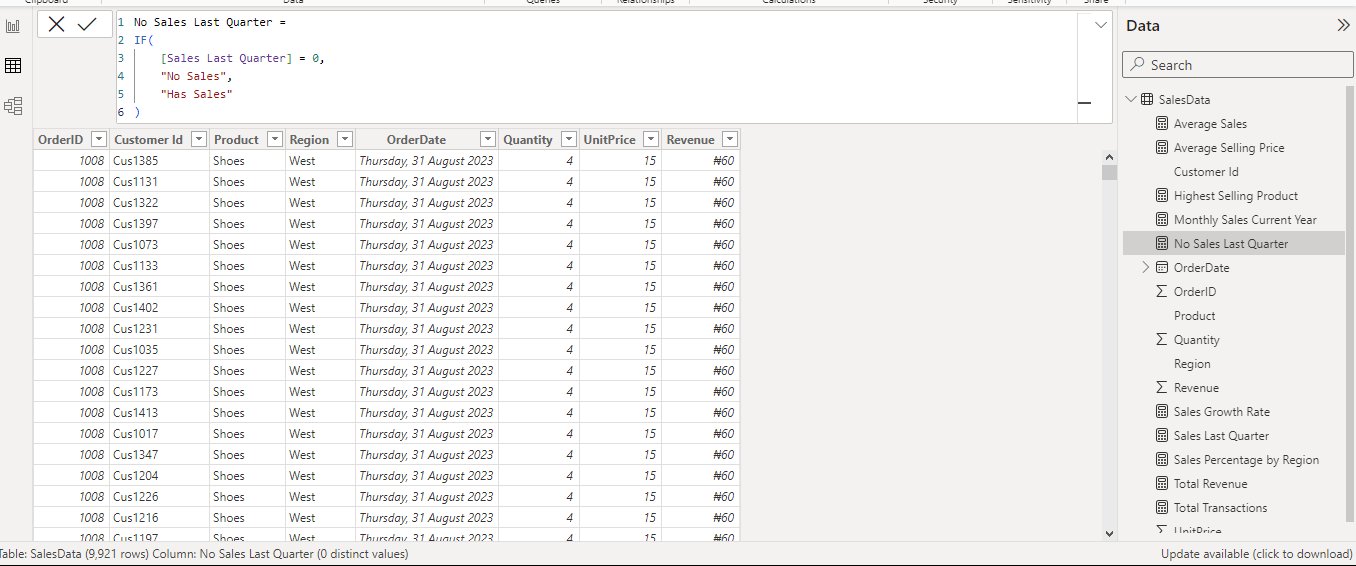 Clipboard Data Queries Relationships Calculations Security Sensitivity Share
1 No Sales Last Quarter =
2 IF(
3 [Sales Last Quarter] = 0,
4 "No Sales",
5 "Has Sales"
6 )
OrderID Customer Id Product Region OrderDate Quantity UnitPrice Revenue
1008 Cus1385 Shoes West Thursday, 31 August 2023 4 15 ₦60
1008 Cus1131 Shoes West Thursday, 31 August 2023 4 15 ₦60
1008 Cus1322 Shoes West Thursday, 31 August 2023 4 15 ₦60
1008 Cus1397 Shoes West Thursday, 31 August 2023 4 15 ₦60
1008 Cus1073 Shoes West Thursday, 31 August 2023 4 15 ₦60
1008 Cus1133 Shoes West Thursday, 31 August 2023 4 15 ₦60
1008 Cus1361 Shoes West Thursday, 31 August 2023 4 15 ₦60
1008 Cus1402 Shoes West Thursday, 31 August 2023 4 15 ₦60
1008 Cus1231 Shoes West Thursday, 31 August 2023 4 15 ₦60
1008 Cus1035 Shoes West Thursday, 31 August 2023 4 15 ₦60
1008 Cus1227 Shoes West Thursday, 31 August 2023 4 15 ₦60
1008 Cus1173 Shoes West Thursday, 31 August 2023 4 15 ₦60
1008 Cus1413 Shoes West Thursday, 31 August 2023 4 15 ₦60
1008 Cus1017 Shoes West Thursday, 31 August 2023 4 15 ₦60
1008 Cus1347 Shoes West Thursday, 31 August 2023 4 15 ₦60
1008 Cus1204 Shoes West Thursday, 31 August 2023 4 15 ₦60
1008 Cus1226 Shoes West Thursday, 31 August 2023 4 15 ₦60
1008 Cus1216 Shoes West Thursday, 31 August 2023 4 15 ₦60
1008 Cus1197 Shoes West Thursday, 31 August 2023 4 15 ₦60
Data
Search
SalesData
Average Sales
Average Selling Price
Customer Id
Highest Selling Product
Monthly Sales Current Year
No Sales Last Quarter
OrderDate
OrderID
Product
Quantity
Region
Revenue
Sales Growth Rate
Sales Last Quarter
Sales Percentage by Region
Total Revenue
Total Transactions
UnitPrice
Table: SalesData (9,921 rows) Column: No Sales Last Quarter (0 distinct values)
Update available (click to download)